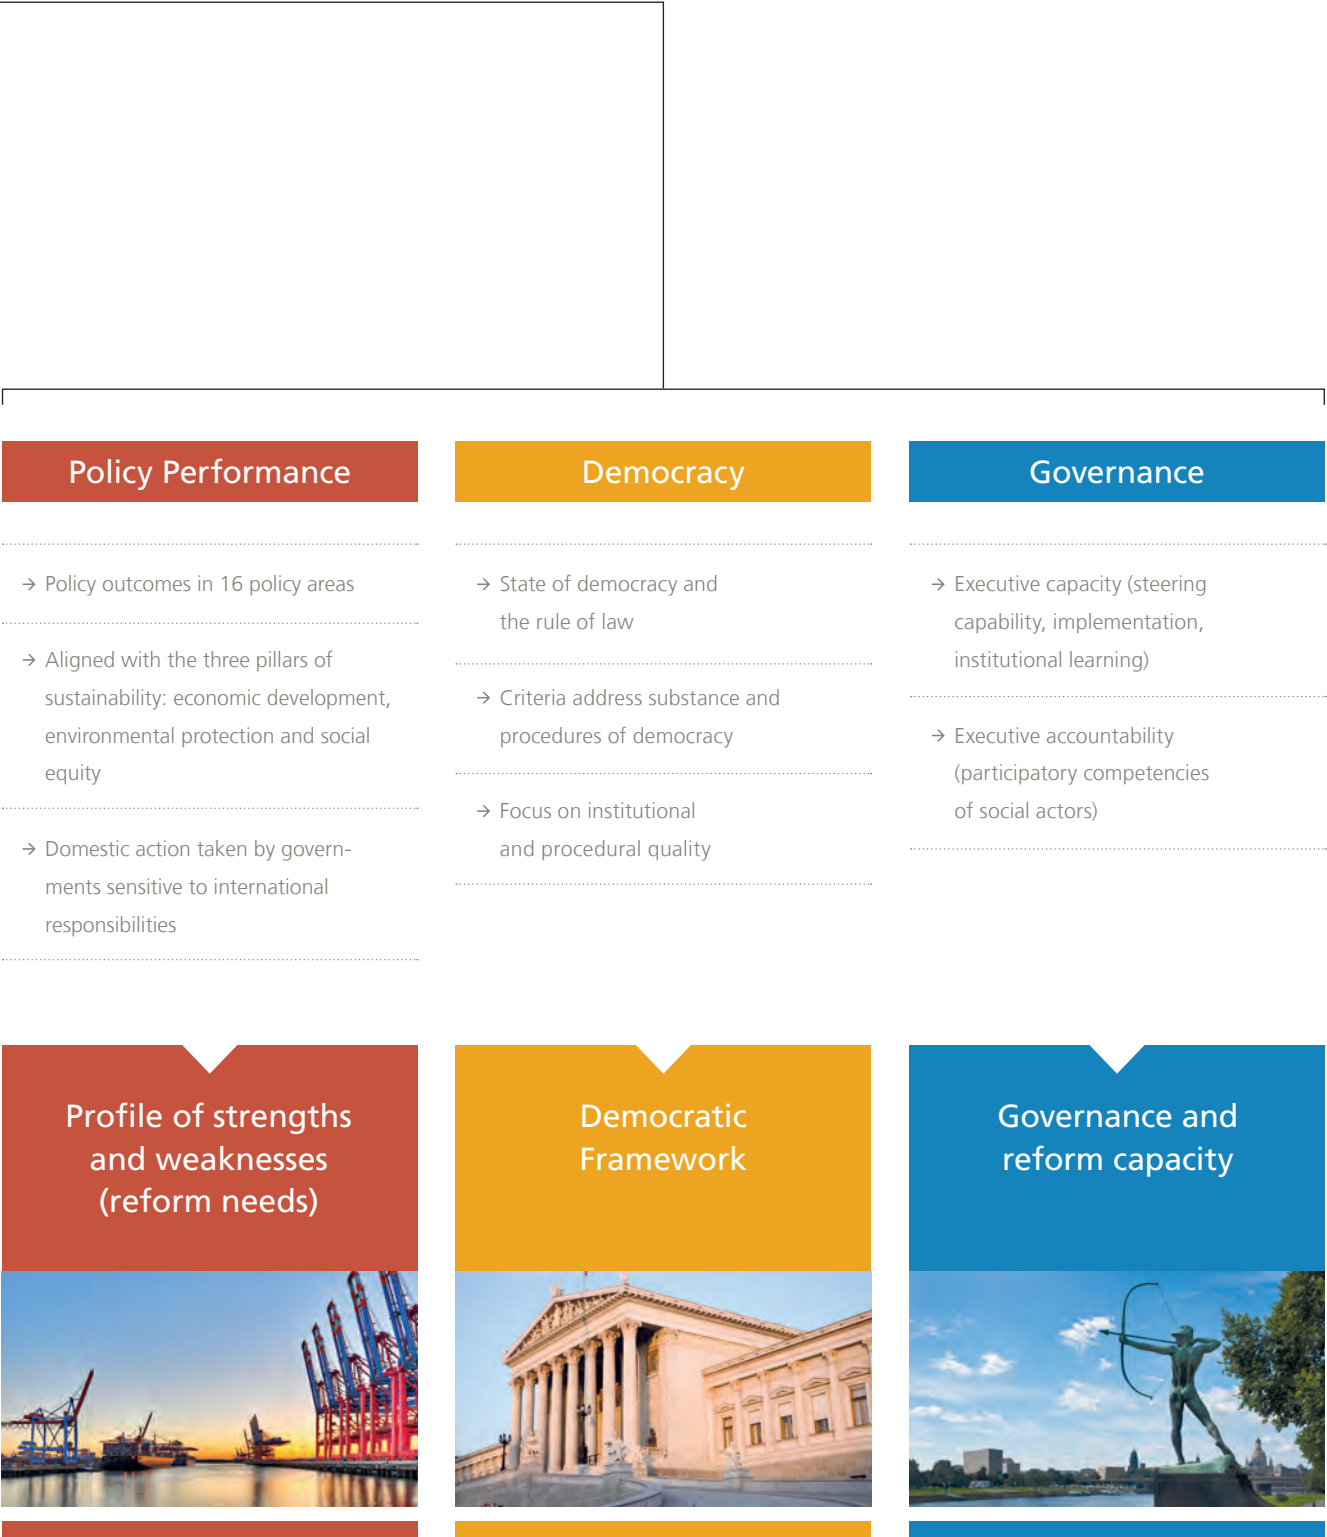 Policy Performance
→ Policy outcomes in 16 policy areas
→ Aligned with the three pillars of
sustainability: economic development,
environmental protection and social
equity
→ Domestic action taken by govern-
ments sensitive to international
responsibilities
Profile of strengths
and weaknesses
(reform needs)
Democracy
→ State of democracy and
the rule of law
→ Criteria address substance and
procedures of democracy
→ Focus on institutional
and procedural quality
Democratic
Framework
Governance
→ Executive capacity (steering
capability, implementation,
institutional learning)
→ Executive accountability
(participatory competencies
of social actors)
Governance and
reform capacity